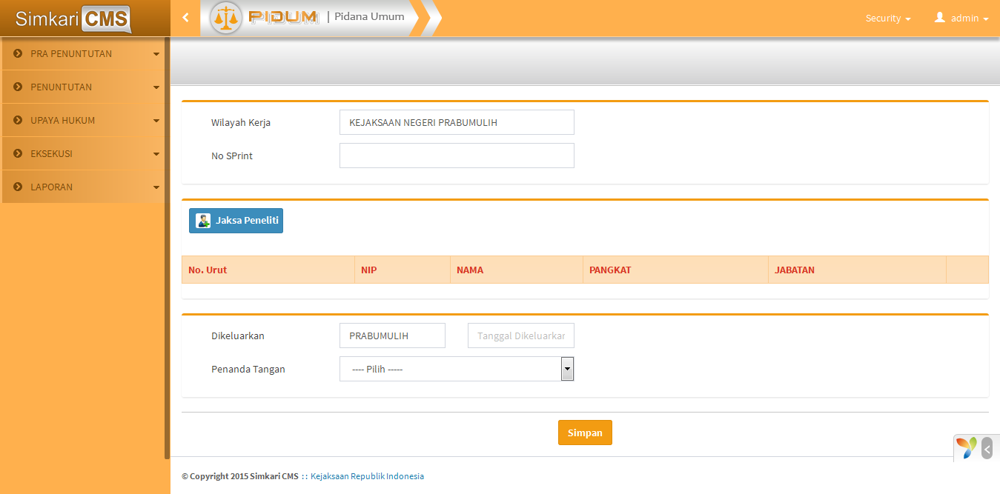 Simkari CMS
PIDUM | Pidana Umum
Security
admin
PRA PENUNTUTAN
PENUNTUTAN
UPAYA HUKUM
EKSEKUSI
LAPORAN
Wilayah Kerja
KEJAKSAAN NEGERI PRABUMULIH
No SPrint
Jaksa Peneliti
No. Urut NIP NAMA PANGKAT JABATAN
Dikeluarkan
PRABUMULIH
Tanggal Dikeluarkan
Penanda Tangan
---- Pilih -----
Simpan
© Copyright 2015 Simkari CMS :: Kejaksaan Republik Indonesia